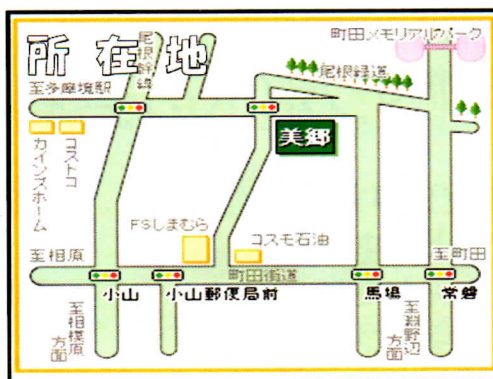 所在地
尾根幹線
町田メモリアルパーク
尾根緑道
至多摩境駅
美郷
コストコ
カインズホーム
FSしまむら
コスモ石油
至相原
町田街道
至町田
小山
小山郵便局前
馬場
常磐
至相模原方面
至淵野辺方面